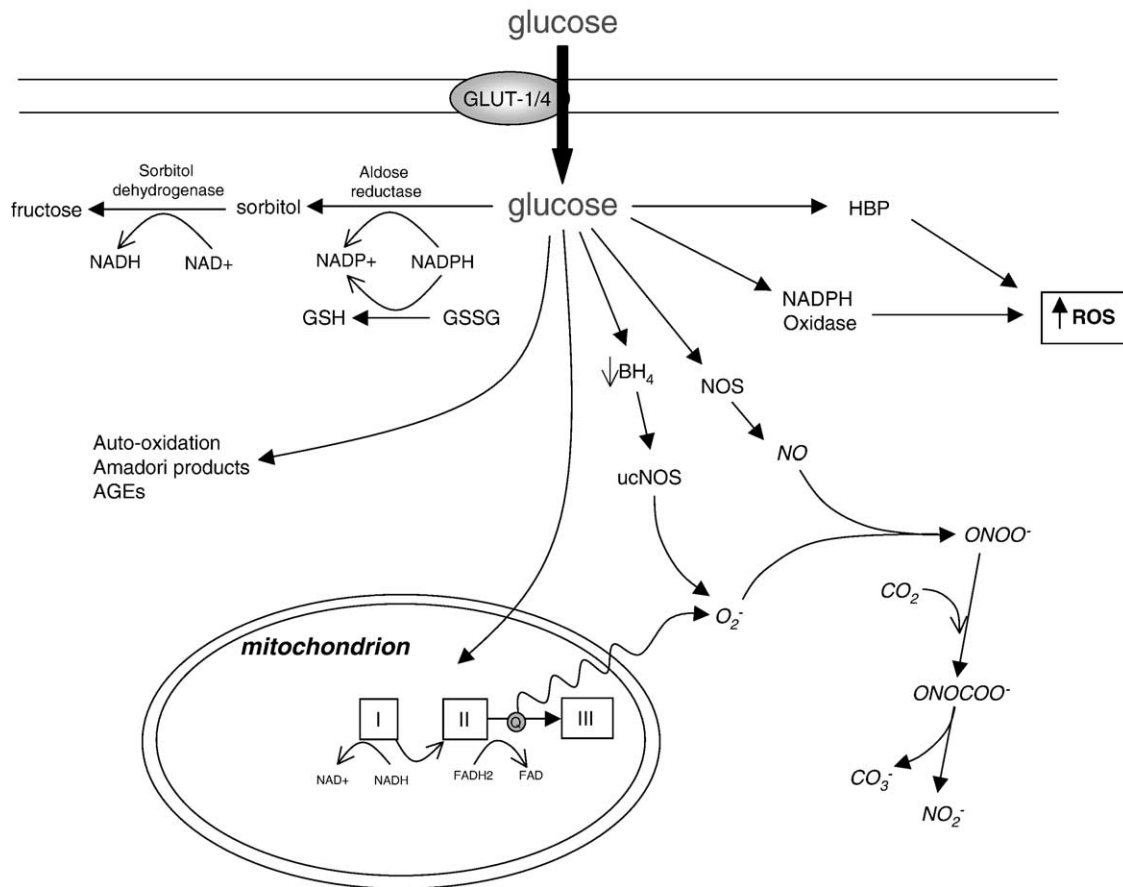 glucose
GLUT-1/4
Sorbitol
dehydrogenase
Aldose
reductase
fructose
sorbitol
glucose
HBP
NADH
NAD+
NADP+
NADPH
GSH
GSSG
NADPH
Oxidase
↑ ROS
↓BH₄
NOS
Auto-oxidation
Amadori products
AGEs
NO
ucNOS
ONOO⁻
CO₂
O₂⁻
mitochondrion
ONOCOO⁻
I
II
Q
III
NAD+
NADH
FADH2
FAD
CO₃⁻
NO₂⁻